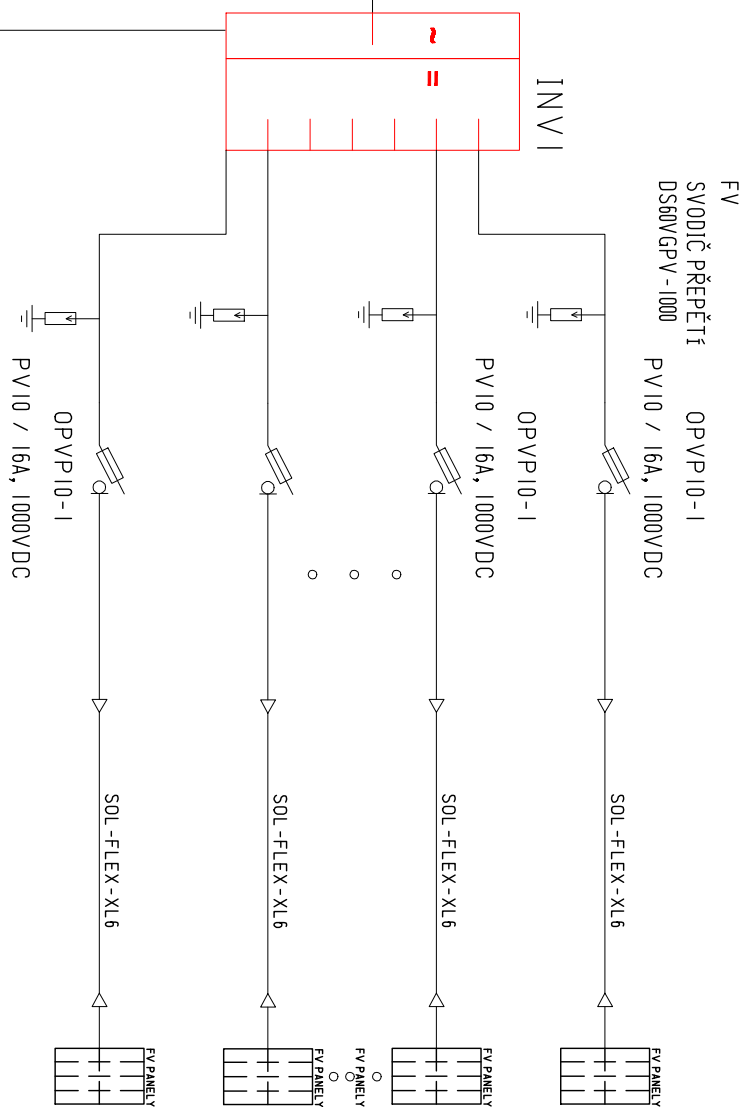 INV1
FV
SVODIČ PŘEPĚTÍ
DS60VGPV-1000
OPVP10-1
PV10 / 16A, 1000VDC
OPVP10-1
PV10 / 16A, 1000VDC
OPVP10-1
PV10 / 16A, 1000VDC
SOL-FLEX-XL6
SOL-FLEX-XL6
SOL-FLEX-XL6
SOL-FLEX-XL6
FV PANELY
FV PANELY
FV PANELY
FV PANELY
FV PANELY